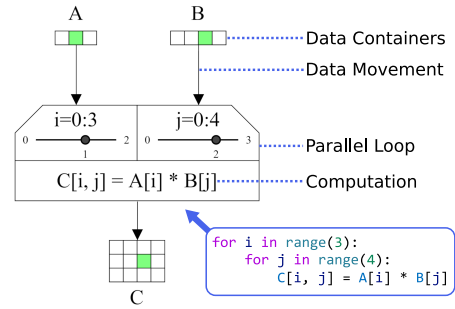 A
B
Data Containers
Data Movement
i=0:3
j=0:4
0 2
1
0 3
2
Parallel Loop
C[i, j] = A[i] * B[j]
Computation
for i in range(3):
for j in range(4):
C[i, j] = A[i] * B[j]
C